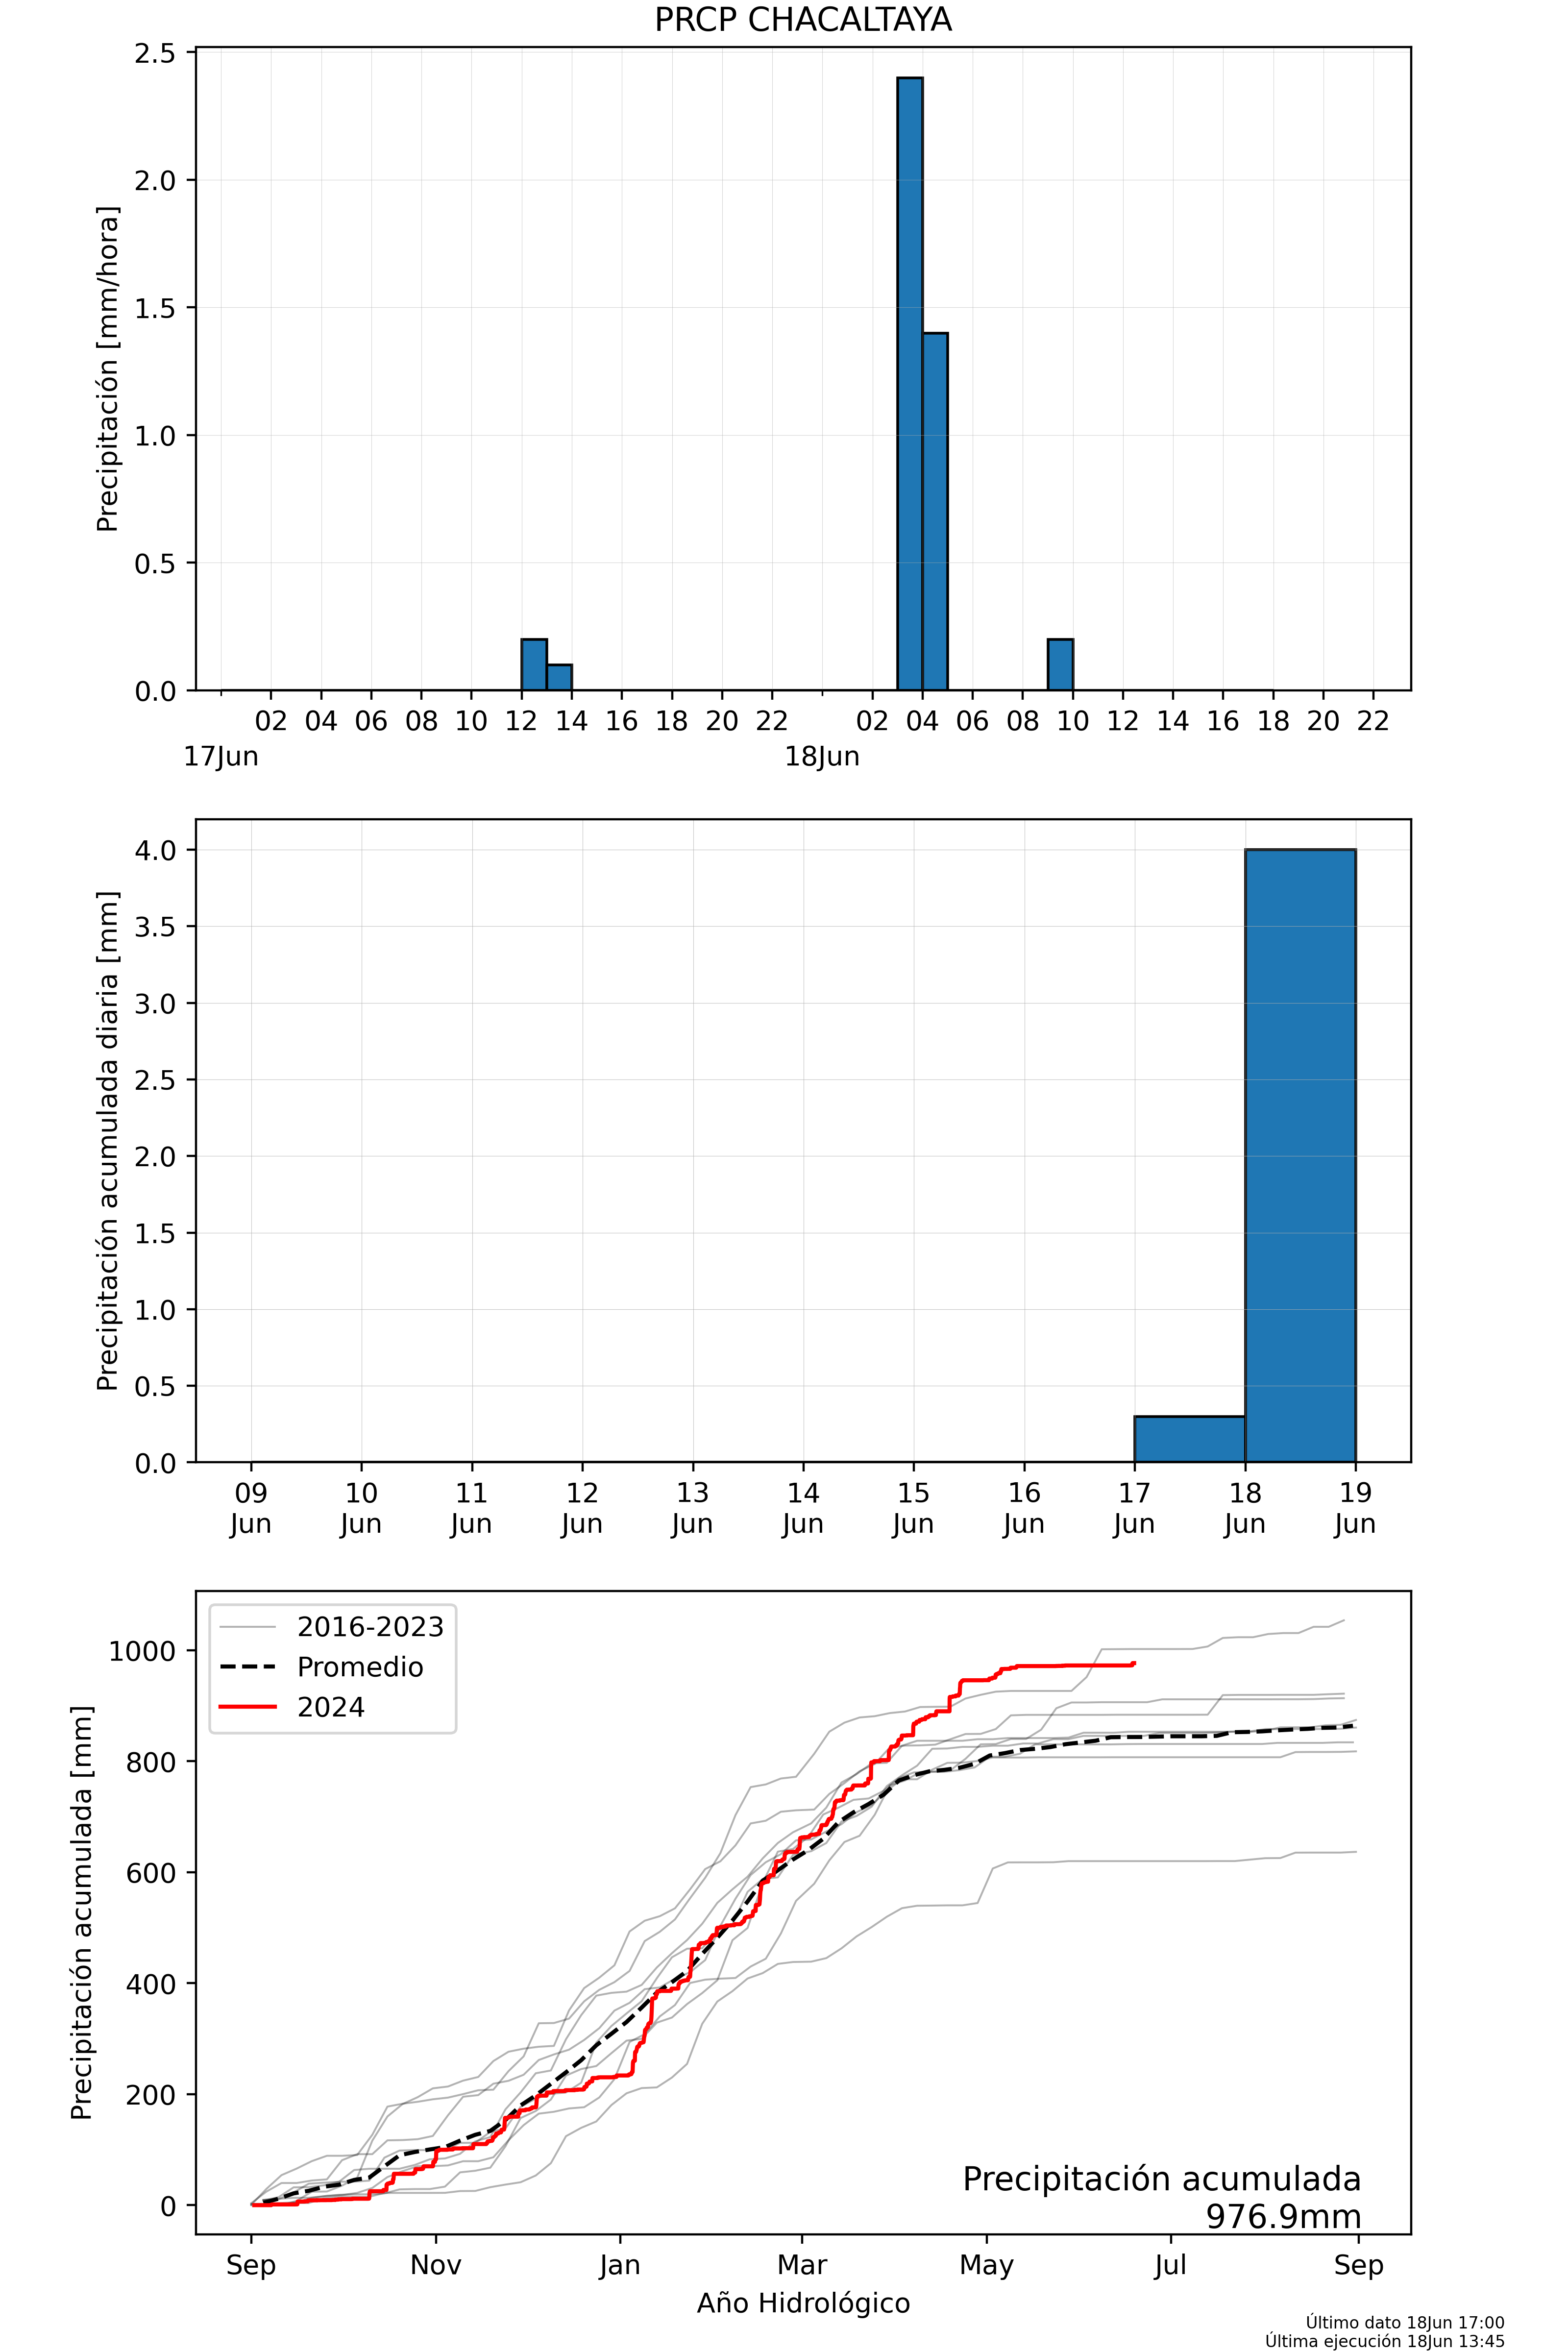 PRCP CHACALTAYA
Precipitación [mm/hora]
2.5
2.0
1.5
1.0
0.5
0.0
02 04 06 08 10 12 14 16 18 20 22 02 04 06 08 10 12 14 16 18 20 22
17Jun 18Jun
Precipitación acumulada diaria [mm]
4.0
3.5
3.0
2.5
2.0
1.5
1.0
0.5
0.0
09 10 11 12 13 14 15 16 17 18 19
Jun Jun Jun Jun Jun Jun Jun Jun Jun Jun Jun
Precipitación acumulada [mm]
1000
800
600
400
200
0
2016-2023
Promedio
2024
Precipitación acumulada
976.9mm
Sep Nov Jan Mar May Jul Sep
Año Hidrológico
Último dato 18Jun 17:00
Última ejecución 18Jun 13:45